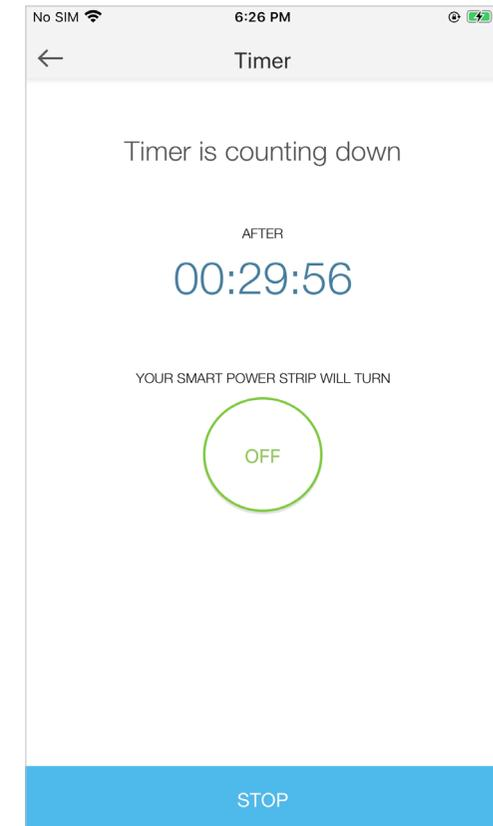 No SIM 6:26 PM
Timer
Timer is counting down
AFTER
00:29:56
YOUR SMART POWER STRIP WILL TURN
OFF
STOP